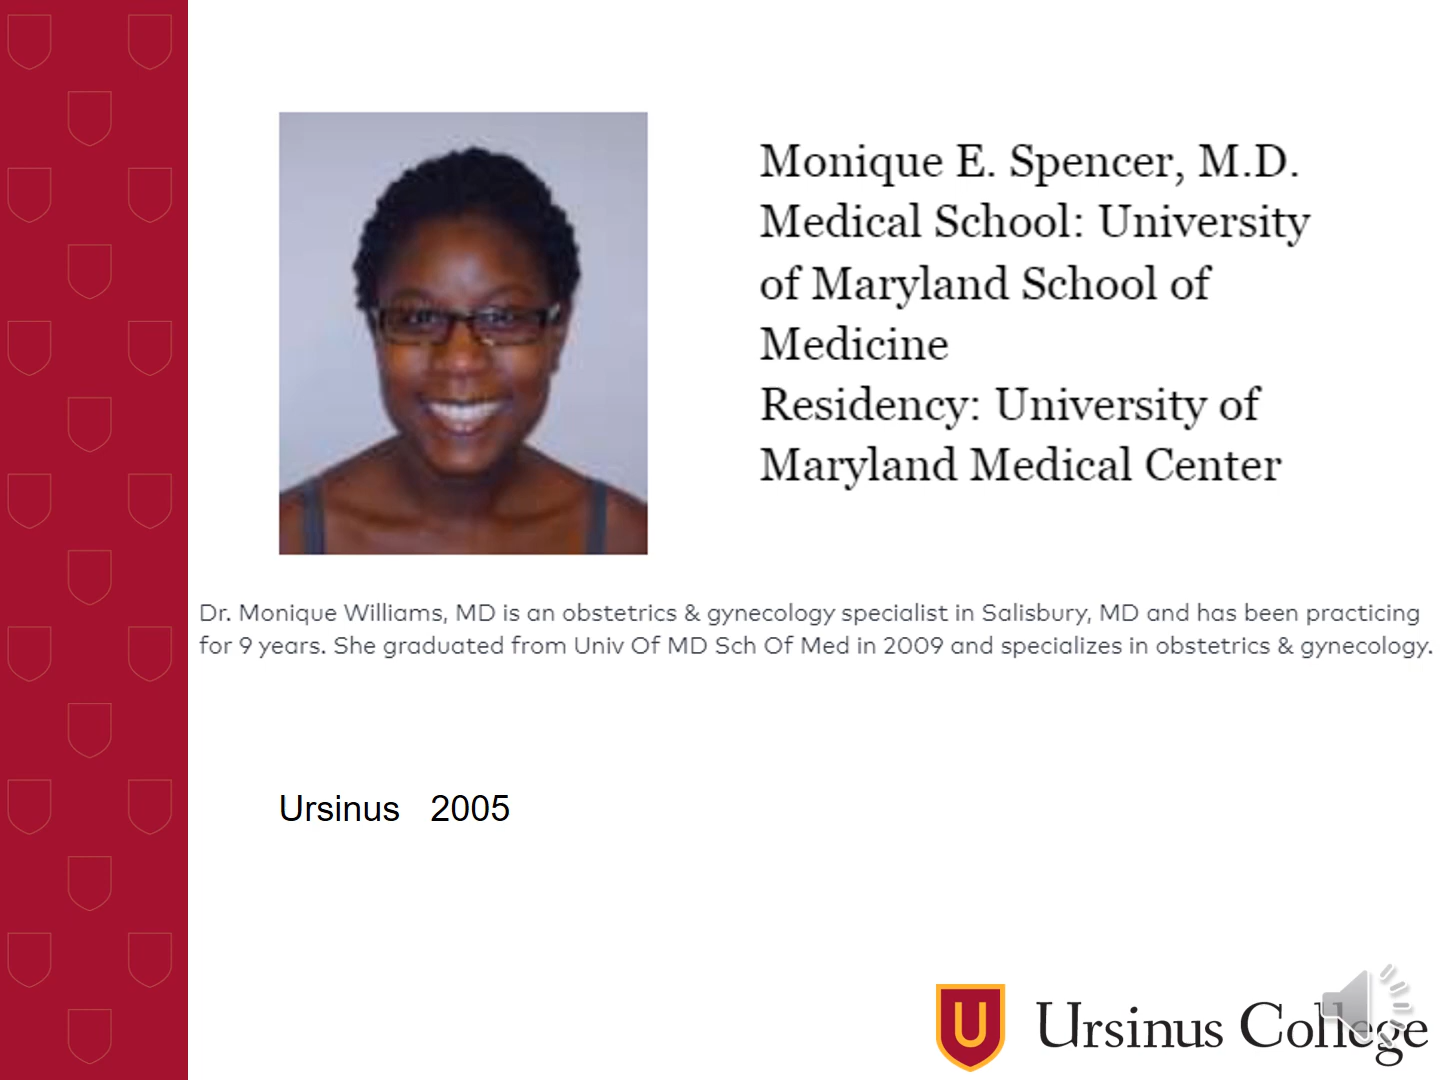 Monique E. Spencer, M.D.
Medical School: University
of Maryland School of
Medicine
Residency: University of
Maryland Medical Center
Dr. Monique Williams, MD is an obstetrics & gynecology specialist in Salisbury, MD and has been practicing
for 9 years. She graduated from Univ Of MD Sch Of Med in 2009 and specializes in obstetrics & gynecology.
Ursinus 2005
U Ursinus College